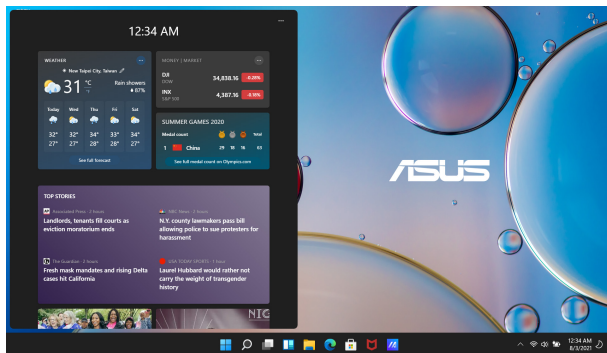 12:34 AM
WEATHER
New Taipei City, Taiwan
31 °C
°F
Rain showers
87%
Today Wed Thu Fri Sat
32° 32° 34° 33° 34°
27° 27° 28° 28° 27°
See full forecast
MONEY | MARKET
DJI
DOW
34,838.16 -0.28%
INX
S&P 500
4,387.16 -0.18%
SUMMER GAMES 2020
Medal count Total
1 China 29 18 16 63
See full medal count on Olympics.com
TOP STORIES
AP Associated Press · 2 hours
Landlords, tenants fill courts as
eviction moratorium ends
NBC News · 5 hours
N.Y. county lawmakers pass bill
allowing police to sue protesters for
harassment
The Guardian · 2 hours
Fresh mask mandates and rising Delta
cases hit California
USA TODAY SPORTS · 1 hour
Laurel Hubbard would rather not
carry the weight of transgender
history
NIG
ASUS
12:34 AM
8/3/2021